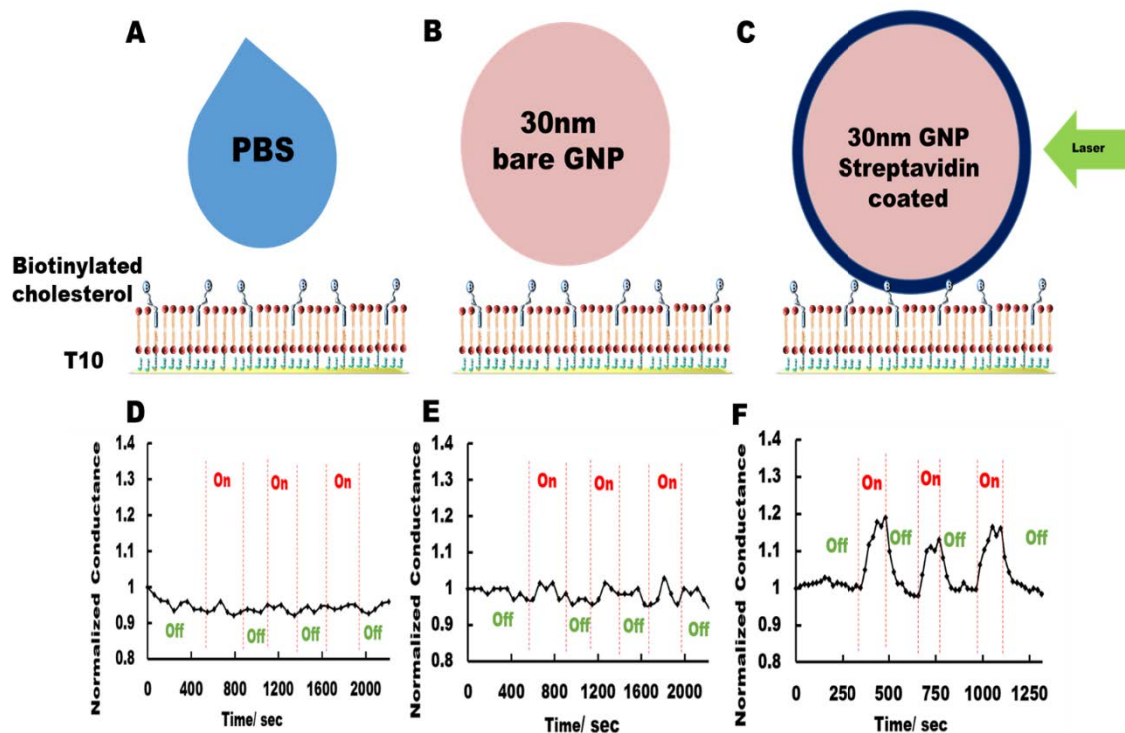 A
B
C
PBS
30nm
bare GNP
30nm GNP
Streptavidin
coated
Laser
Biotinylated
cholesterol
T10
D
E
F
Normalized Conductance
1.4
1.3
1.2
1.1
1
0.9
0.8
On
On
On
Off
Off
Off
Off
0
400
800
1200
1600
2000
Time/ sec
Normalized Conductance
1.4
1.3
1.2
1.1
1
0.9
0.8
On
On
On
Off
Off
Off
Off
0
400
800
1200
1600
2000
Time/ sec
Normalized Conductance
1.4
1.3
1.2
1.1
1
0.9
0.8
On
On
On
Off
Off
Off
Off
0
250
500
750
1000
1250
Time/ sec